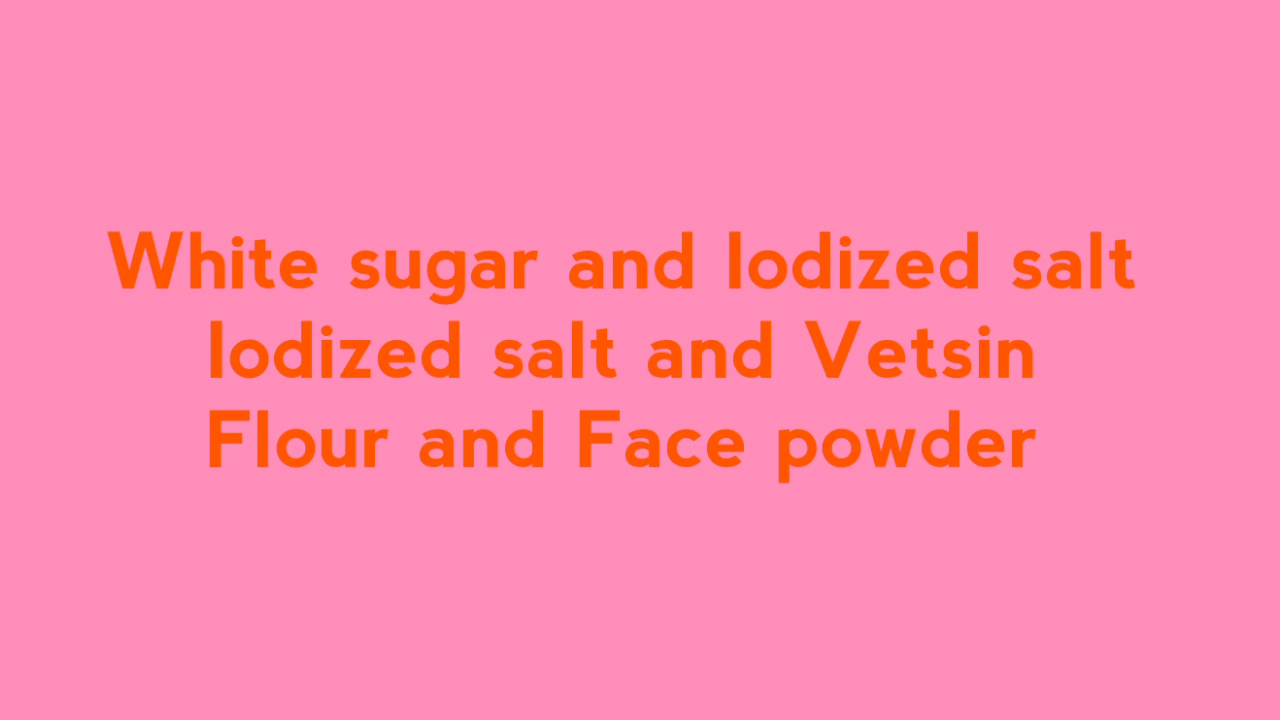 White sugar and Iodized salt
Iodized salt and Vetsin
Flour and Face powder